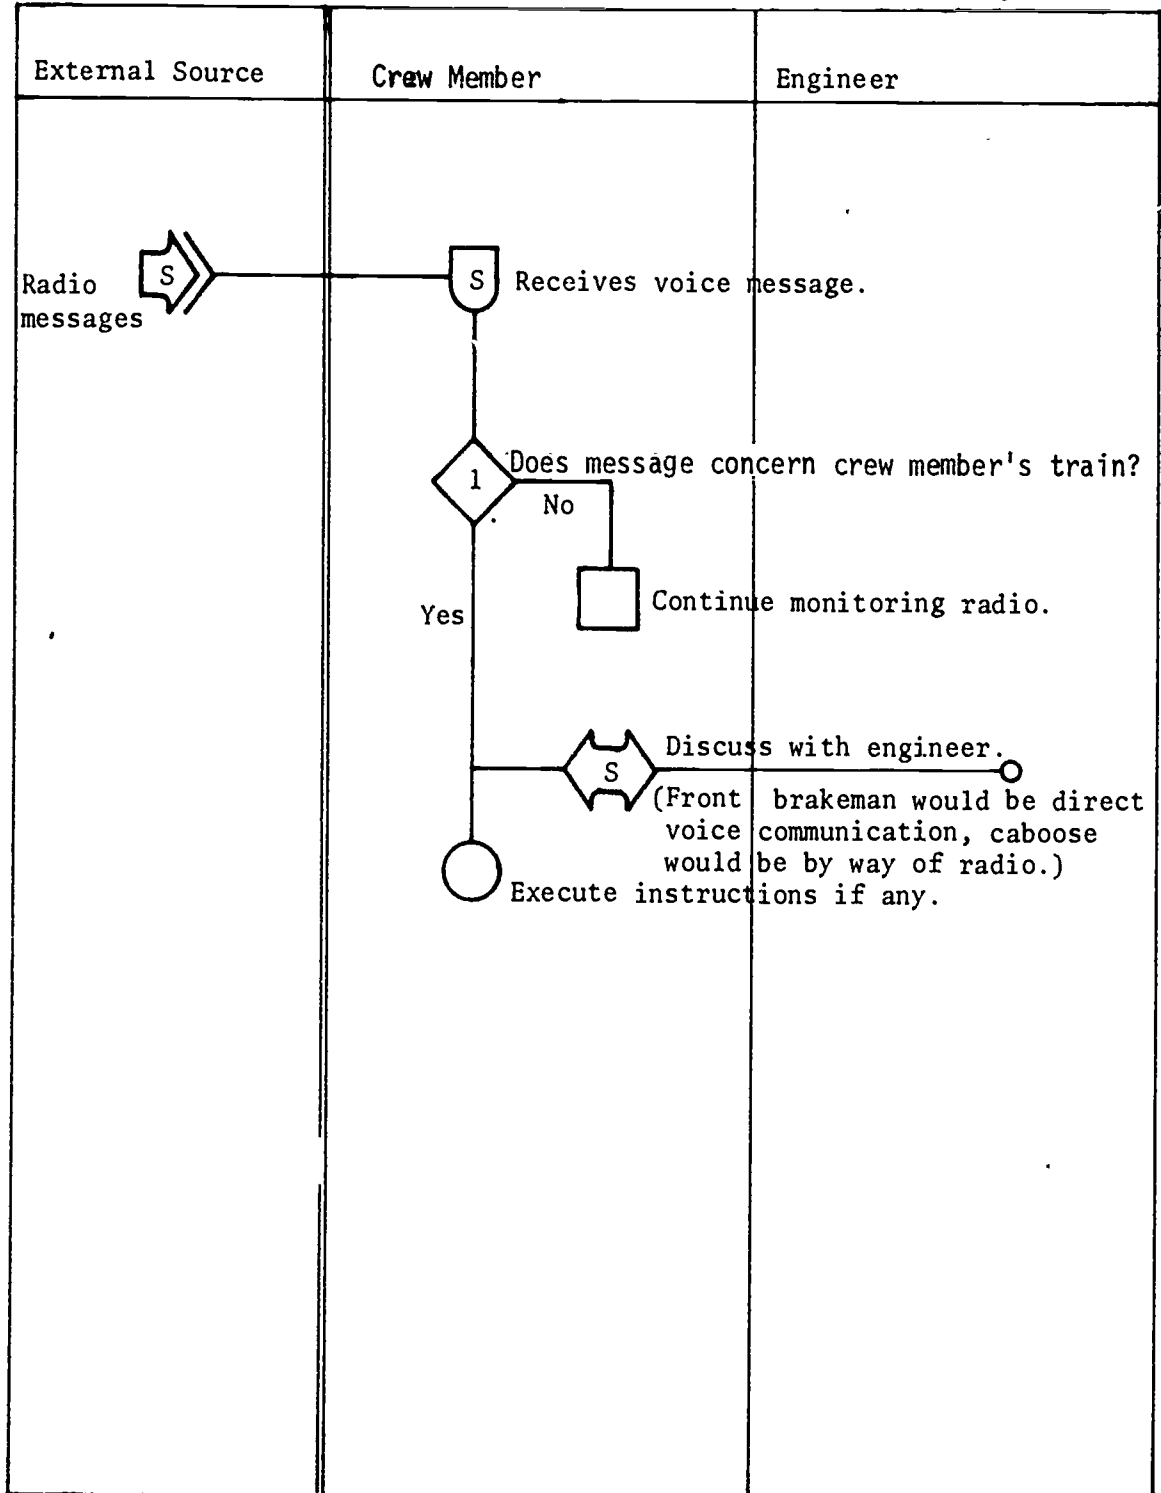 External Source
Crew Member
Engineer
Radio
messages
S
S
Receives voice message.
1
Does message concern crew member's train?
No
Continue monitoring radio.
Yes
S
Discuss with engineer.
(Front brakeman would be direct
voice communication, caboose
would be by way of radio.)
Execute instructions if any.